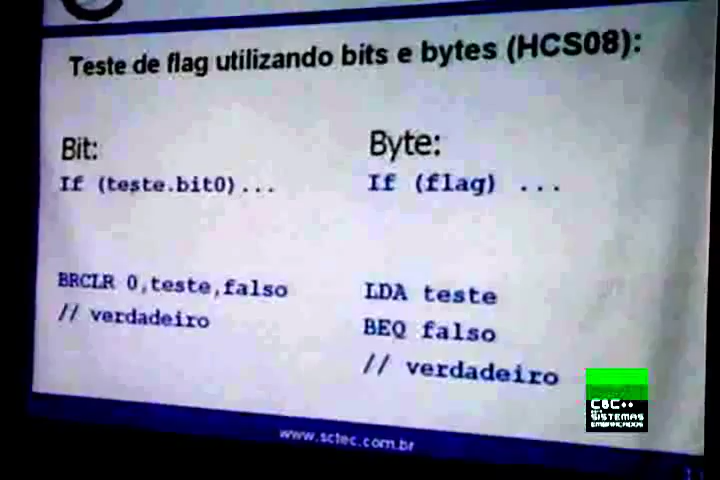 Teste de flag utilizando bits e bytes (HCS08):
Bit:
If (teste.bit0)...
BRCLR 0,teste,falso
// verdadeiro
Byte:
If (flag) ...
LDA teste
BEQ falso
// verdadeiro
www.sctec.com.br
C&C++
SISTEMAS
EMBARCADOS